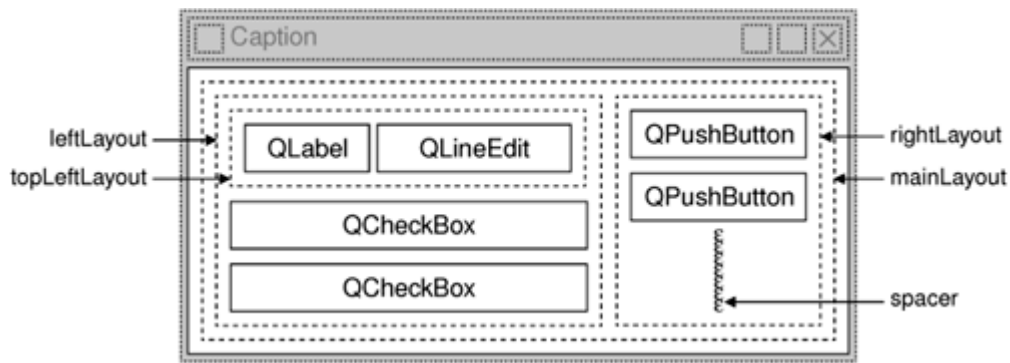 Caption
leftLayout
topLeftLayout
QLabel
QLineEdit
QCheckBox
QCheckBox
QPushButton
QPushButton
rightLayout
mainLayout
spacer